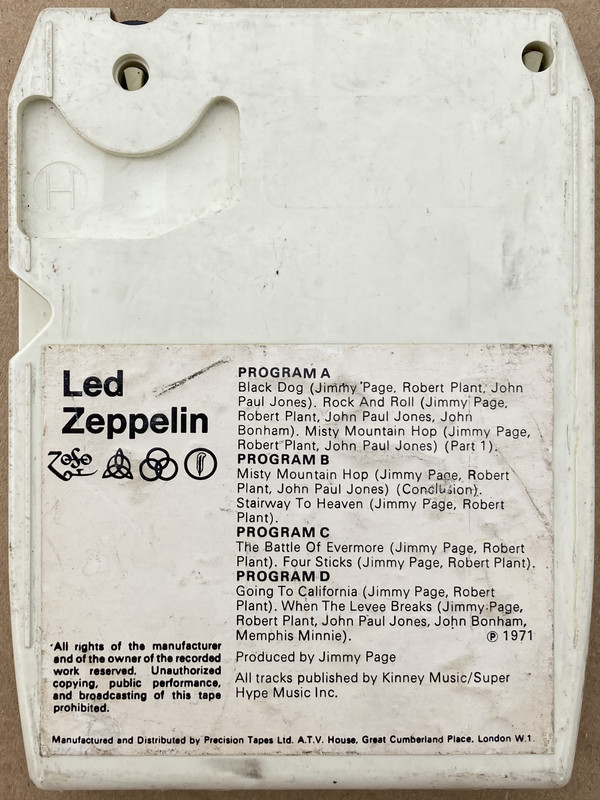 H
Led
Zeppelin
ZoSo
PROGRAM A
Black Dog (Jimmy Page, Robert Plant, John
Paul Jones). Rock And Roll (Jimmy Page,
Robert Plant, John Paul Jones, John
Bonham). Misty Mountain Hop (Jimmy Page,
Robert Plant, John Paul Jones) (Part 1).
PROGRAM B
Misty Mountain Hop (Jimmy Page, Robert
Plant, John Paul Jones) (Conclusion).
Stairway To Heaven (Jimmy Page, Robert
Plant).
PROGRAM C
The Battle Of Evermore (Jimmy Page, Robert
Plant). Four Sticks (Jimmy Page, Robert Plant).
PROGRAM D
Going To California (Jimmy Page, Robert
Plant). When The Levee Breaks (Jimmy Page,
Robert Plant, John Paul Jones, John Bonham,
Memphis Minnie). ℗ 1971
Produced by Jimmy Page
All tracks published by Kinney Music/Super
Hype Music Inc.
All rights of the manufacturer
and of the owner of the recorded
work reserved. Unauthorized
copying, public performance,
and broadcasting of this tape
prohibited.
Manufactured and Distributed by Precision Tapes Ltd. A.T.V. House, Great Cumberland Place, London W.1.